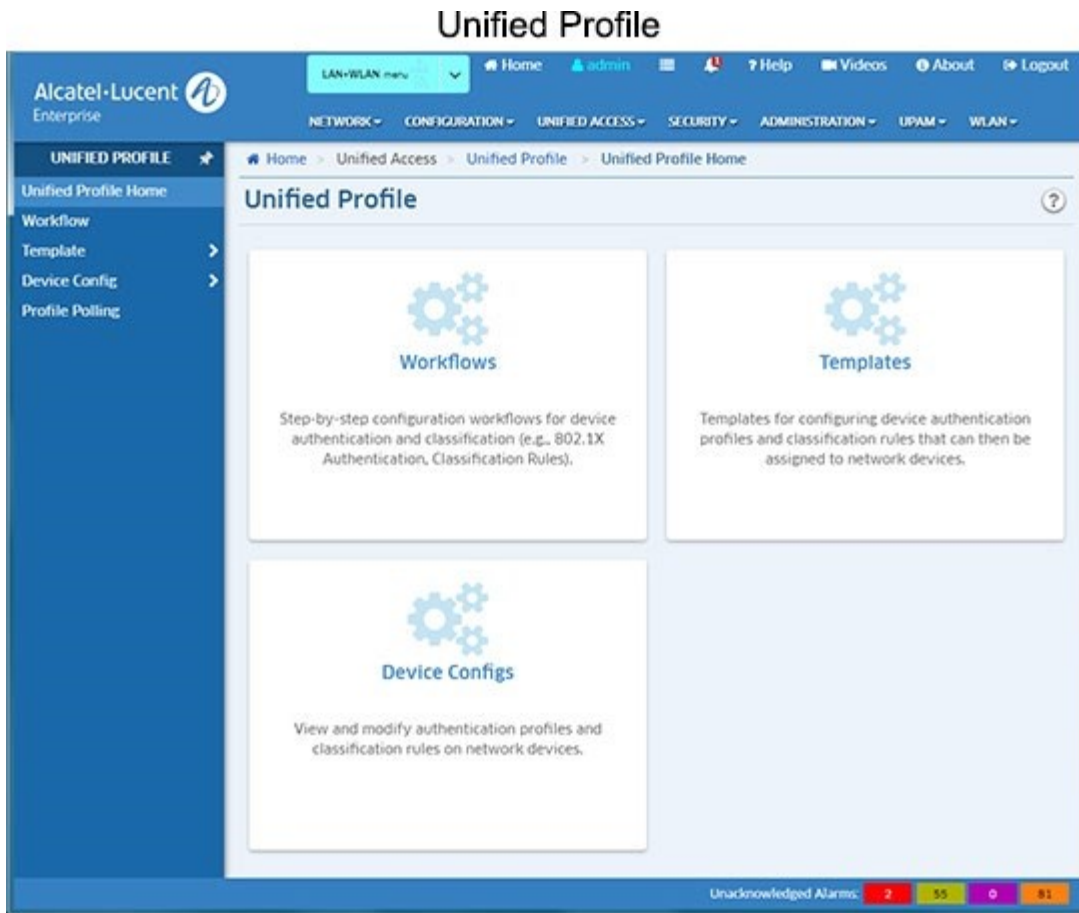 Unified Profile
Alcatel·Lucent
Enterprise
LAN+WLAN menu
Home admin ? Help Videos About Logout
NETWORK CONFIGURATION UNIFIED ACCESS SECURITY ADMINISTRATION UPAM WLAN
UNIFIED PROFILE
Unified Profile Home
Workflow
Template
Device Config
Profile Polling
Home > Unified Access > Unified Profile > Unified Profile Home
Unified Profile
?
Workflows
Step-by-step configuration workflows for device
authentication and classification (e.g., 802.1X
Authentication, Classification Rules).
Templates
Templates for configuring device authentication
profiles and classification rules that can then be
assigned to network devices.
Device Configs
View and modify authentication profiles and
classification rules on network devices.
Unacknowledged Alarms: 2 55 0 81